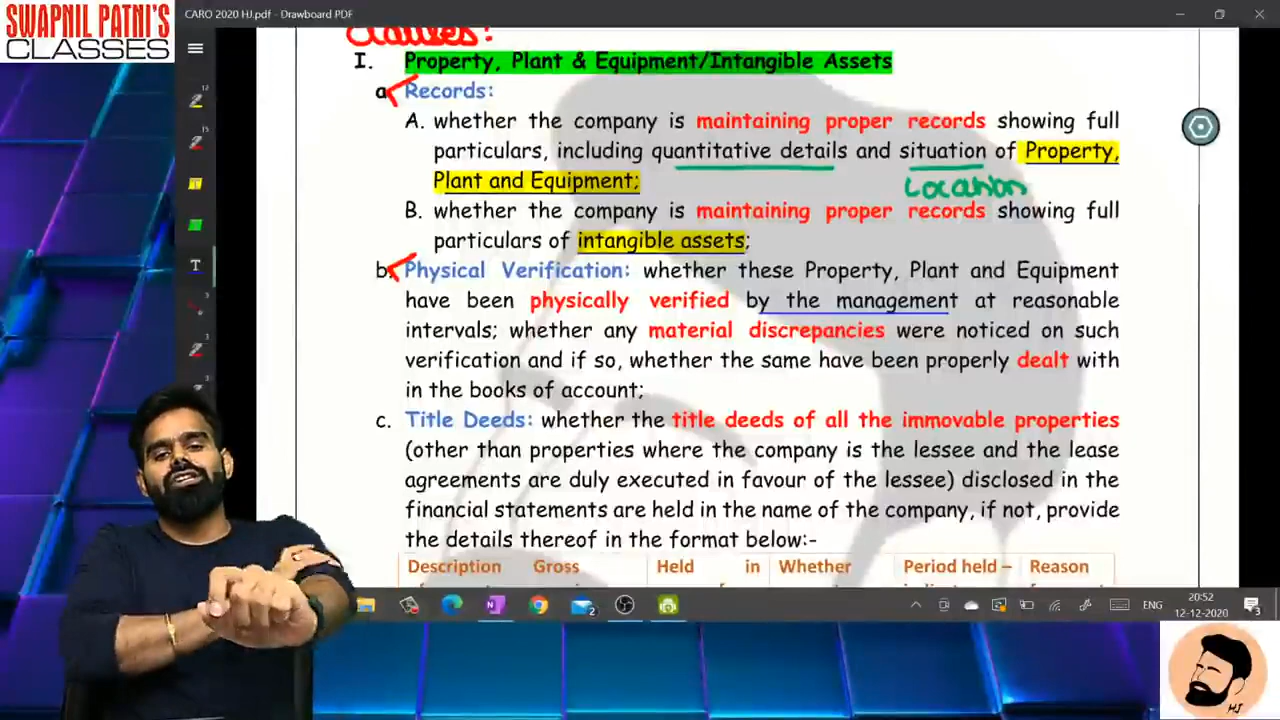 SWAPNIL PATNI'S
CLASSES
CARO 2020 HJ.pdf - Drawboard PDF
Clauses:
I. Property, Plant & Equipment/Intangible Assets
a. Records:
A. whether the company is maintaining proper records showing full
particulars, including quantitative details and situation of Property,
Plant and Equipment;
Location
B. whether the company is maintaining proper records showing full
particulars of intangible assets;
b. Physical Verification: whether these Property, Plant and Equipment
have been physically verified by the management at reasonable
intervals; whether any material discrepancies were noticed on such
verification and if so, whether the same have been properly dealt with
in the books of account;
c. Title Deeds: whether the title deeds of all the immovable properties
(other than properties where the company is the lessee and the lease
agreements are duly executed in favour of the lessee) disclosed in the
financial statements are held in the name of the company, if not, provide
the details thereof in the format below:-
Description Gross Held in Whether Period held – Reason
ENG
20:52
12-12-2020
HJ